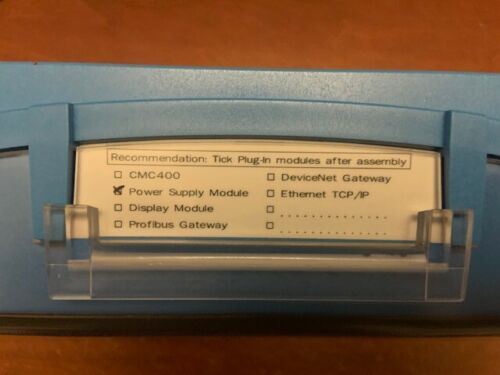 Recommendation: Tick Plug-In modules after assembly
CMC400
Power Supply Module
Display Module
Profibus Gateway
DeviceNet Gateway
Ethernet TCP/IP